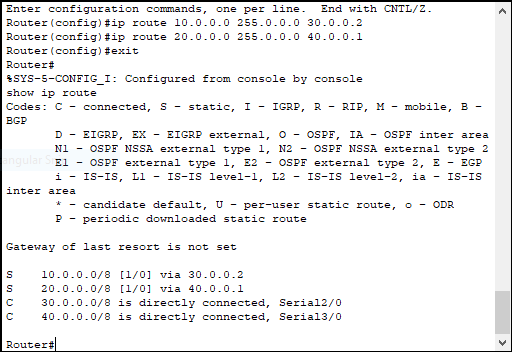 Enter configuration commands, one per line.  End with CNTL/Z.
Router(config)#ip route 10.0.0.0 255.0.0.0 30.0.0.2
Router(config)#ip route 20.0.0.0 255.0.0.0 40.0.0.1
Router(config)#exit
Router#
%SYS-5-CONFIG_I: Configured from console by console
show ip route
Codes: C - connected, S - static, I - IGRP, R - RIP, M - mobile, B -
BGP
       D - EIGRP, EX - EIGRP external, O - OSPF, IA - OSPF inter area
       N1 - OSPF NSSA external type 1, N2 - OSPF NSSA external type 2
       E1 - OSPF external type 1, E2 - OSPF external type 2, E - EGP
       i - IS-IS, L1 - IS-IS level-1, L2 - IS-IS level-2, ia - IS-IS
inter area
       * - candidate default, U - per-user static route, o - ODR
       P - periodic downloaded static route
Gateway of last resort is not set
S    10.0.0.0/8 [1/0] via 30.0.0.2
S    20.0.0.0/8 [1/0] via 40.0.0.1
C    30.0.0.0/8 is directly connected, Serial2/0
C    40.0.0.0/8 is directly connected, Serial3/0
Router#